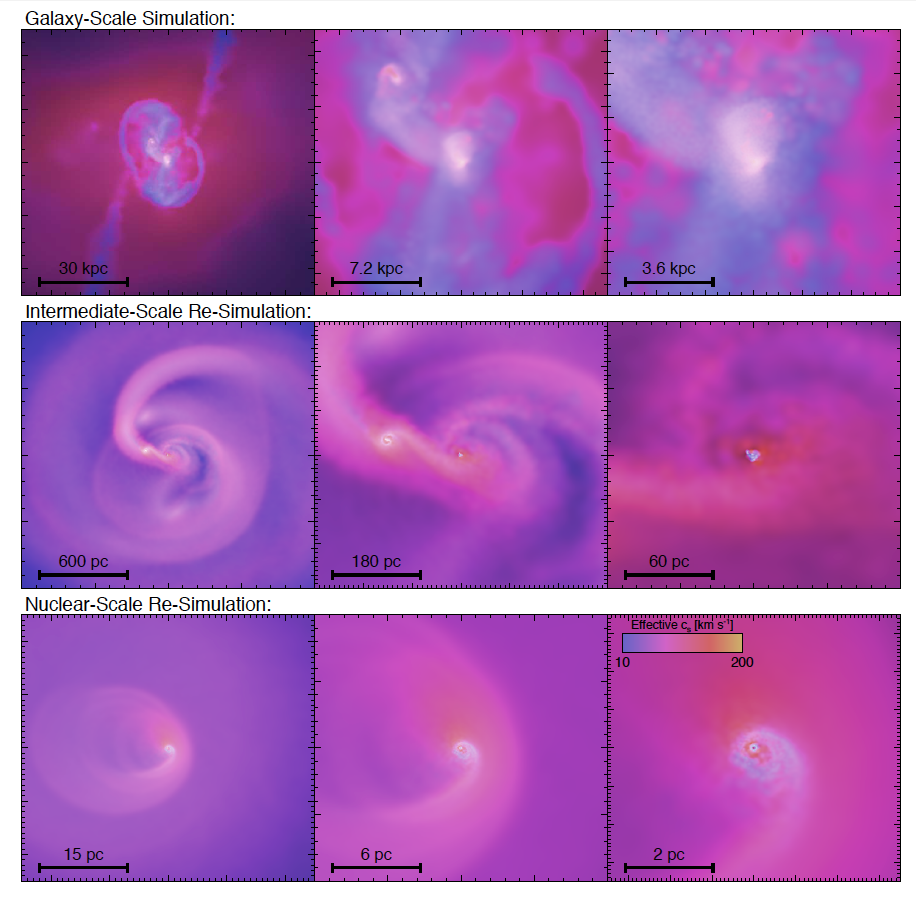 Galaxy-Scale Simulation:
30 kpc
7.2 kpc
3.6 kpc
Intermediate-Scale Re-Simulation:
600 pc
180 pc
60 pc
Nuclear-Scale Re-Simulation:
Effective cₛ [km s⁻¹]
10
200
15 pc
6 pc
2 pc